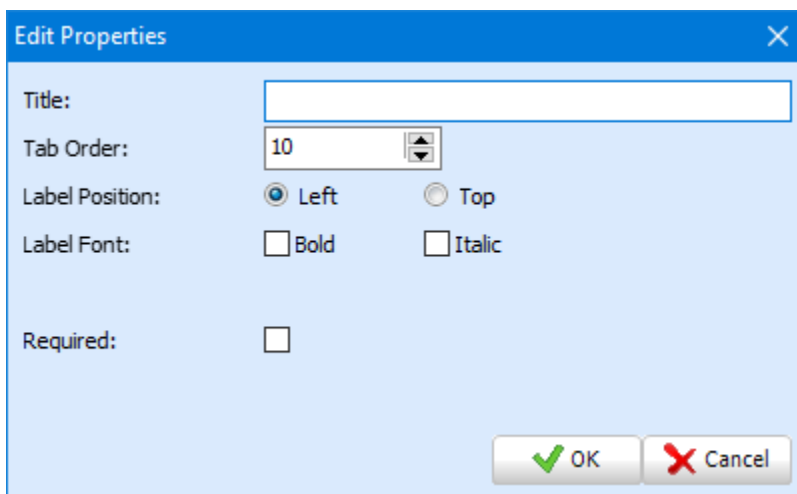 Edit Properties
Title:
Tab Order: 10
Label Position: Left Top
Label Font: Bold Italic
Required:
OK Cancel